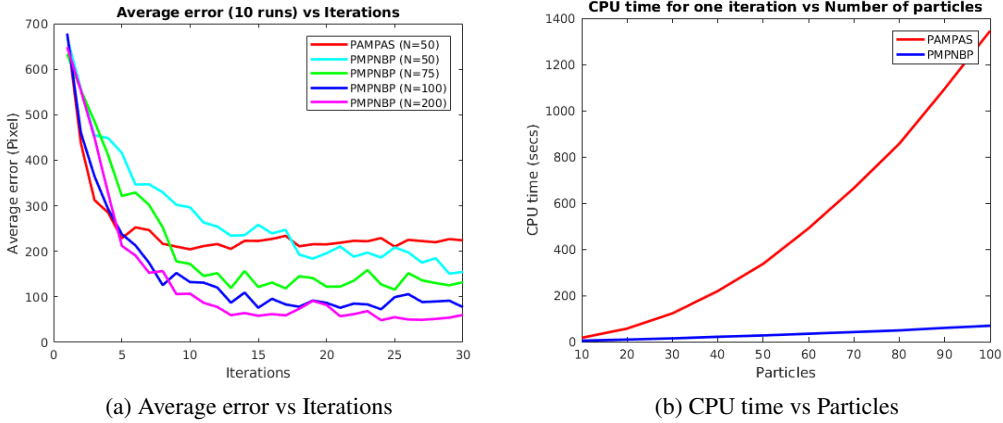 Average error (10 runs) vs Iterations
700
600
500
400
300
200
100
0
Average error (Pixel)
PAMPAS (N=50)
PMPNBP (N=50)
PMPNBP (N=75)
PMPNBP (N=100)
PMPNBP (N=200)
0 5 10 15 20 25 30
Iterations
(a) Average error vs Iterations
CPU time for one iteration vs Number of particles
1400
1200
1000
800
600
400
200
0
CPU time (secs)
PAMPAS
PMPNBP
10 20 30 40 50 60 70 80 90 100
Particles
(b) CPU time vs Particles